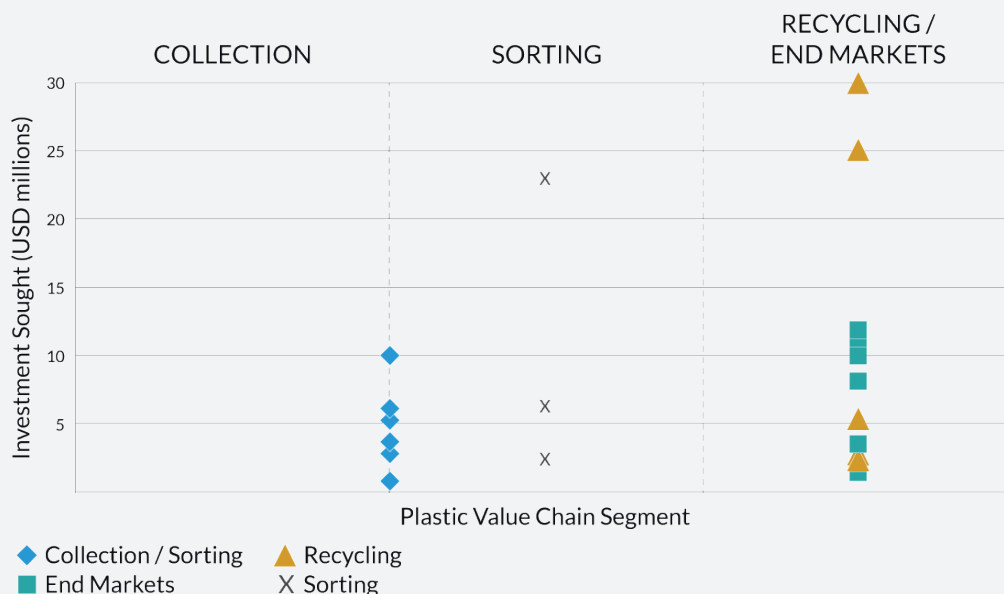 COLLECTION
SORTING
RECYCLING /
END MARKETS
Investment Sought (USD millions)
30
25
20
15
10
5
X
X
X
Plastic Value Chain Segment
Collection / Sorting
Recycling
End Markets
X Sorting